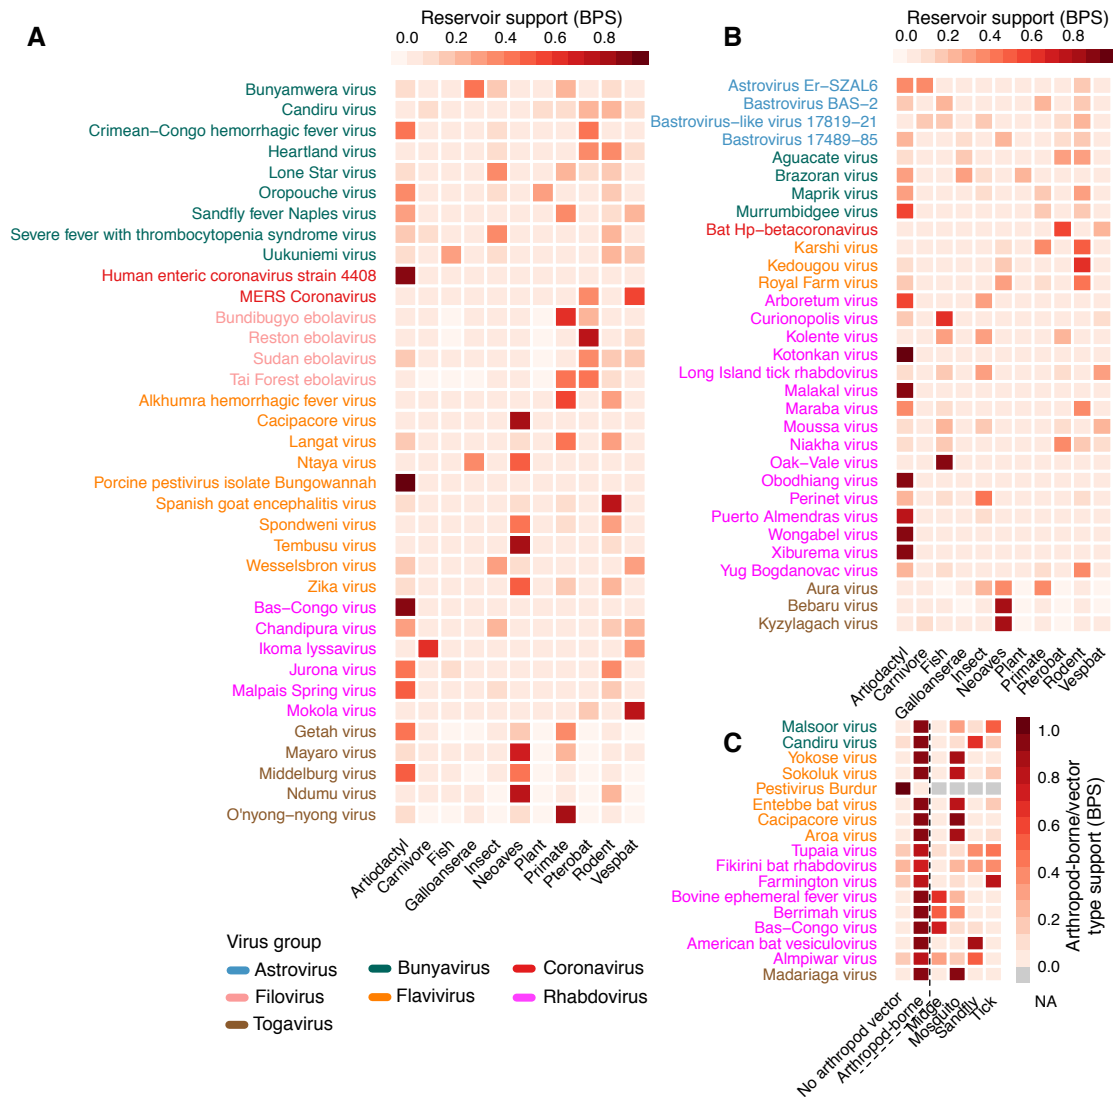 A
Reservoir support (BPS)
0.0 0.2 0.4 0.6 0.8
Bunyamwera virus
Candiru virus
Crimean−Congo hemorrhagic fever virus
Heartland virus
Lone Star virus
Oropouche virus
Sandfly fever Naples virus
Severe fever with thrombocytopenia syndrome virus
Uukuniemi virus
Human enteric coronavirus strain 4408
MERS Coronavirus
Bundibugyo ebolavirus
Reston ebolavirus
Sudan ebolavirus
Tai Forest ebolavirus
Alkhumra hemorrhagic fever virus
Cacipacore virus
Langat virus
Ntaya virus
Porcine pestivirus isolate Bungowannah
Spanish goat encephalitis virus
Spondweni virus
Tembusu virus
Wesselsbron virus
Zika virus
Bas−Congo virus
Chandipura virus
Ikoma lyssavirus
Jurona virus
Malpais Spring virus
Mokola virus
Getah virus
Mayaro virus
Middelburg virus
Ndumu virus
O'nyong−nyong virus
Artiodactyl
Carnivore
Fish
Galloanserae
Insect
Neoaves
Plant
Primate
Pterobat
Rodent
Vespbat
Virus group
Astrovirus
Bunyavirus
Coronavirus
Filovirus
Flavivirus
Rhabdovirus
Togavirus
B
Reservoir support (BPS)
0.0 0.2 0.4 0.6 0.8
Astrovirus Er−SZAL6
Bastrovirus BAS−2
Bastrovirus−like virus 17819−21
Bastrovirus 17489−85
Aguacate virus
Brazoran virus
Maprik virus
Murrumbidgee virus
Bat Hp−betacoronavirus
Karshi virus
Kedougou virus
Royal Farm virus
Arboretum virus
Curionopolis virus
Kolente virus
Kotonkan virus
Long Island tick rhabdovirus
Malakal virus
Maraba virus
Moussa virus
Niakha virus
Oak−Vale virus
Obodhiang virus
Perinet virus
Puerto Almendras virus
Wongabel virus
Xiburema virus
Yug Bogdanovac virus
Aura virus
Bebaru virus
Kyzylagach virus
Artiodactyl
Carnivore
Fish
Galloanserae
Insect
Neoaves
Plant
Primate
Pterobat
Rodent
Vespbat
C
Malsoor virus
Candiru virus
Yokose virus
Sokoluk virus
Pestivirus Burdur
Entebbe bat virus
Cacipacore virus
Aroa virus
Tupaia virus
Fikirini bat rhabdovirus
Farmington virus
Bovine ephemeral fever virus
Berrimah virus
Bas−Congo virus
American bat vesiculovirus
Almpiwar virus
Madariaga virus
No arthropod vector
Arthropod−borne
Midge
Mosquito
Sandfly
Tick
1.0
0.8
0.6
0.4
0.2
0.0
NA
Arthropod−borne/vector
type support (BPS)